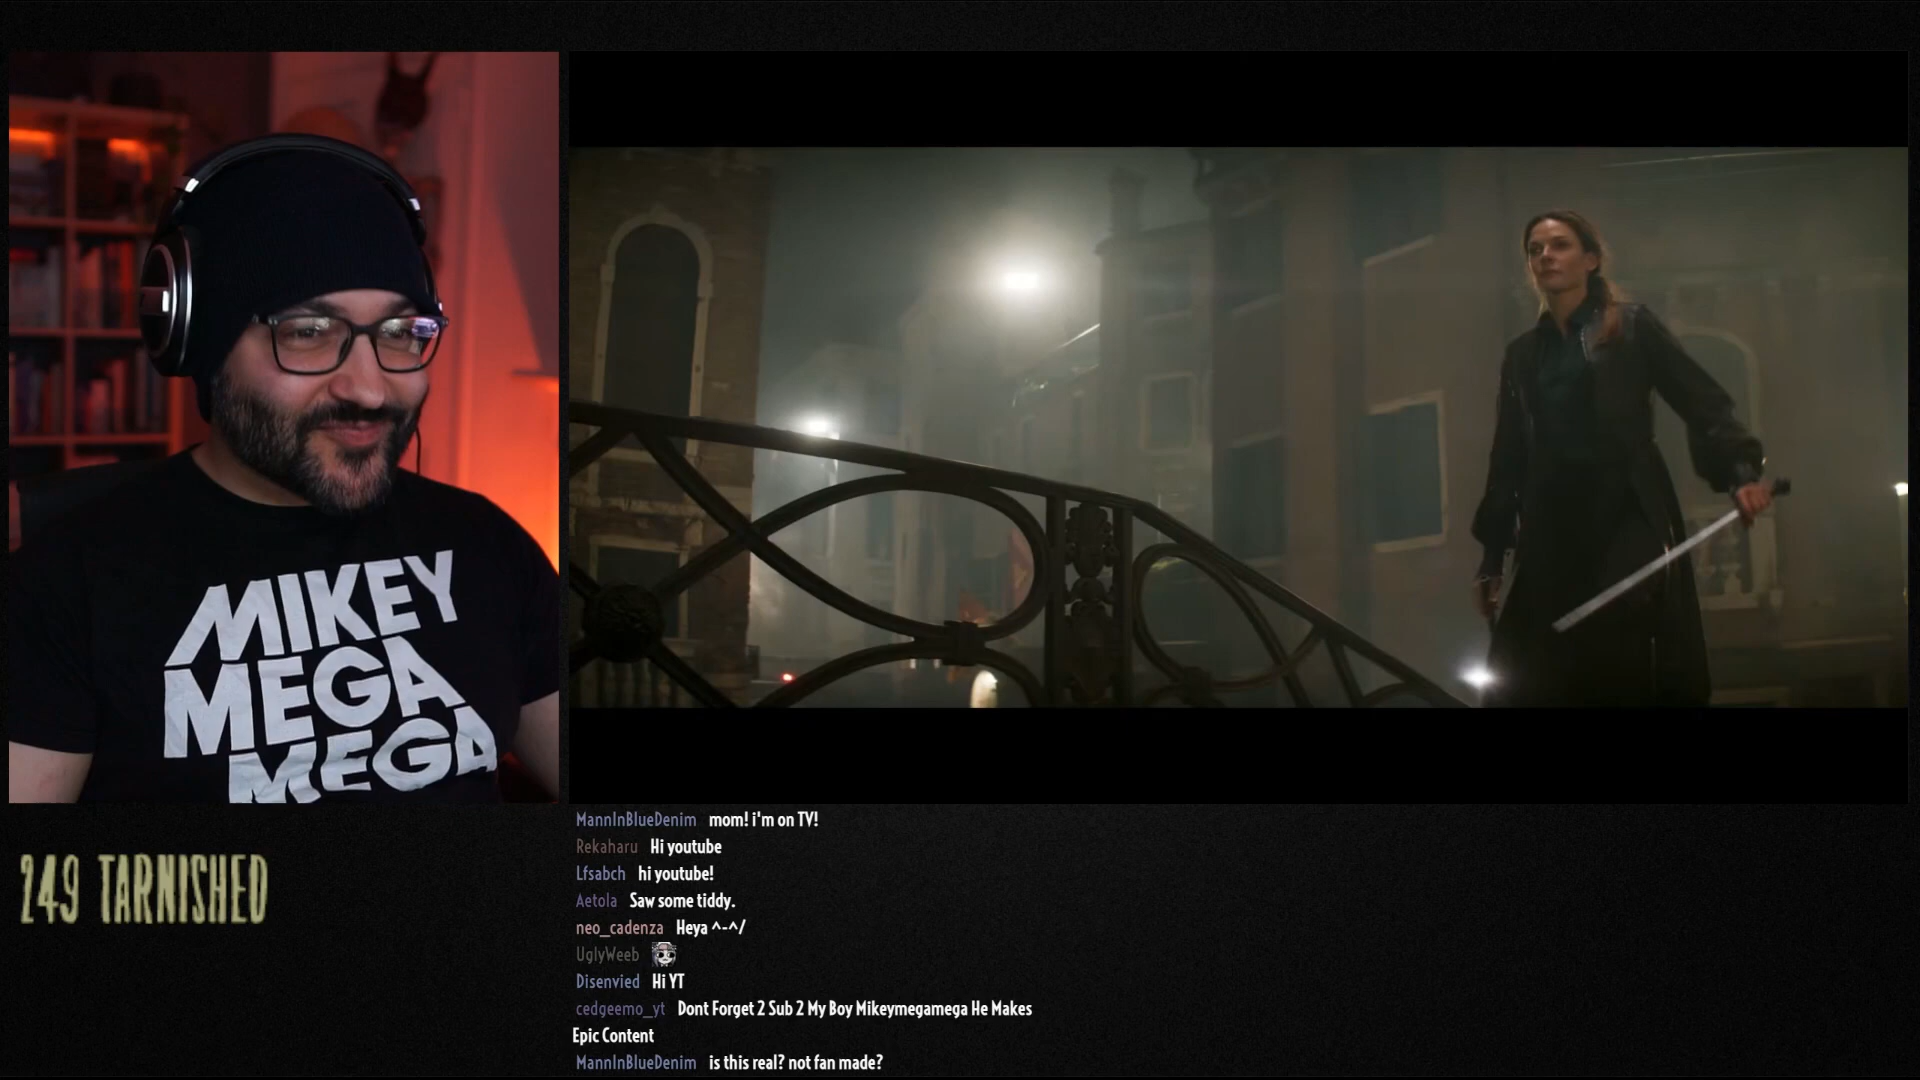 MIKEY
MEGA
MEGA
249 TARNISHED
MannInBlueDenim mom! i'm on TV!
Rekaharu Hi youtube
Lfsabch hi youtube!
Aetola Saw some tiddy.
neo_cadenza Heya ^-^/
UglyWeeb
Disenvied Hi YT
cedgeemo_yt Dont Forget 2 Sub 2 My Boy Mikeymegamega He Makes
Epic Content
MannInBlueDenim is this real? not fan made?